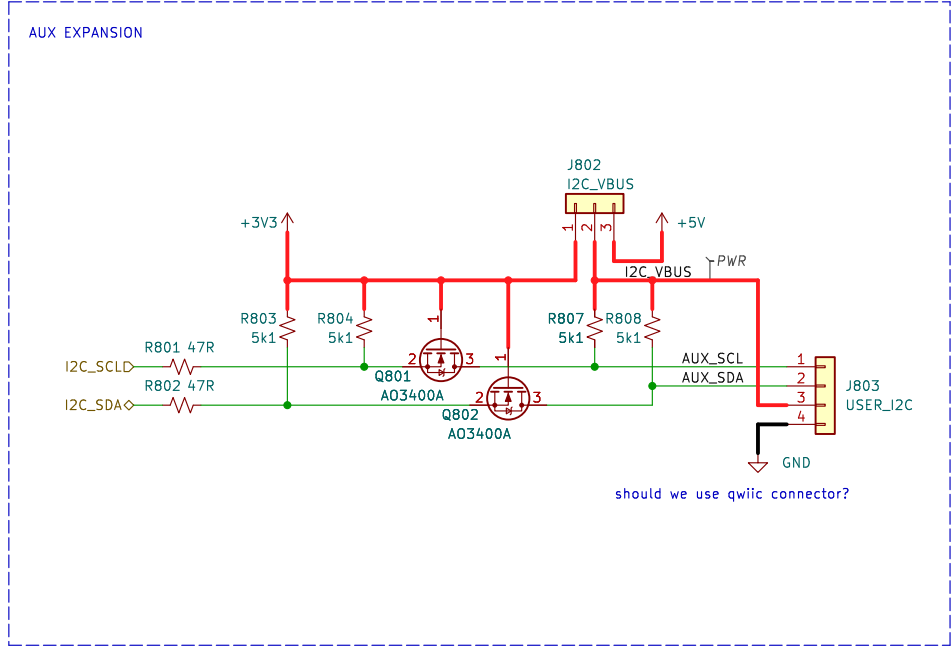 AUX EXPANSION
J802
I2C_VBUS
1 2 3
+3V3
+5V
I2C_VBUS
PWR
R803
5k1
R804
5k1
R807
5k1
R808
5k1
1
1
R801 47R
I2C_SCL
2
3
Q801
AO3400A
R802 47R
I2C_SDA
2
3
Q802
AO3400A
AUX_SCL
AUX_SDA
1
2
3
4
J803
USER_I2C
GND
should we use qwiic connector?